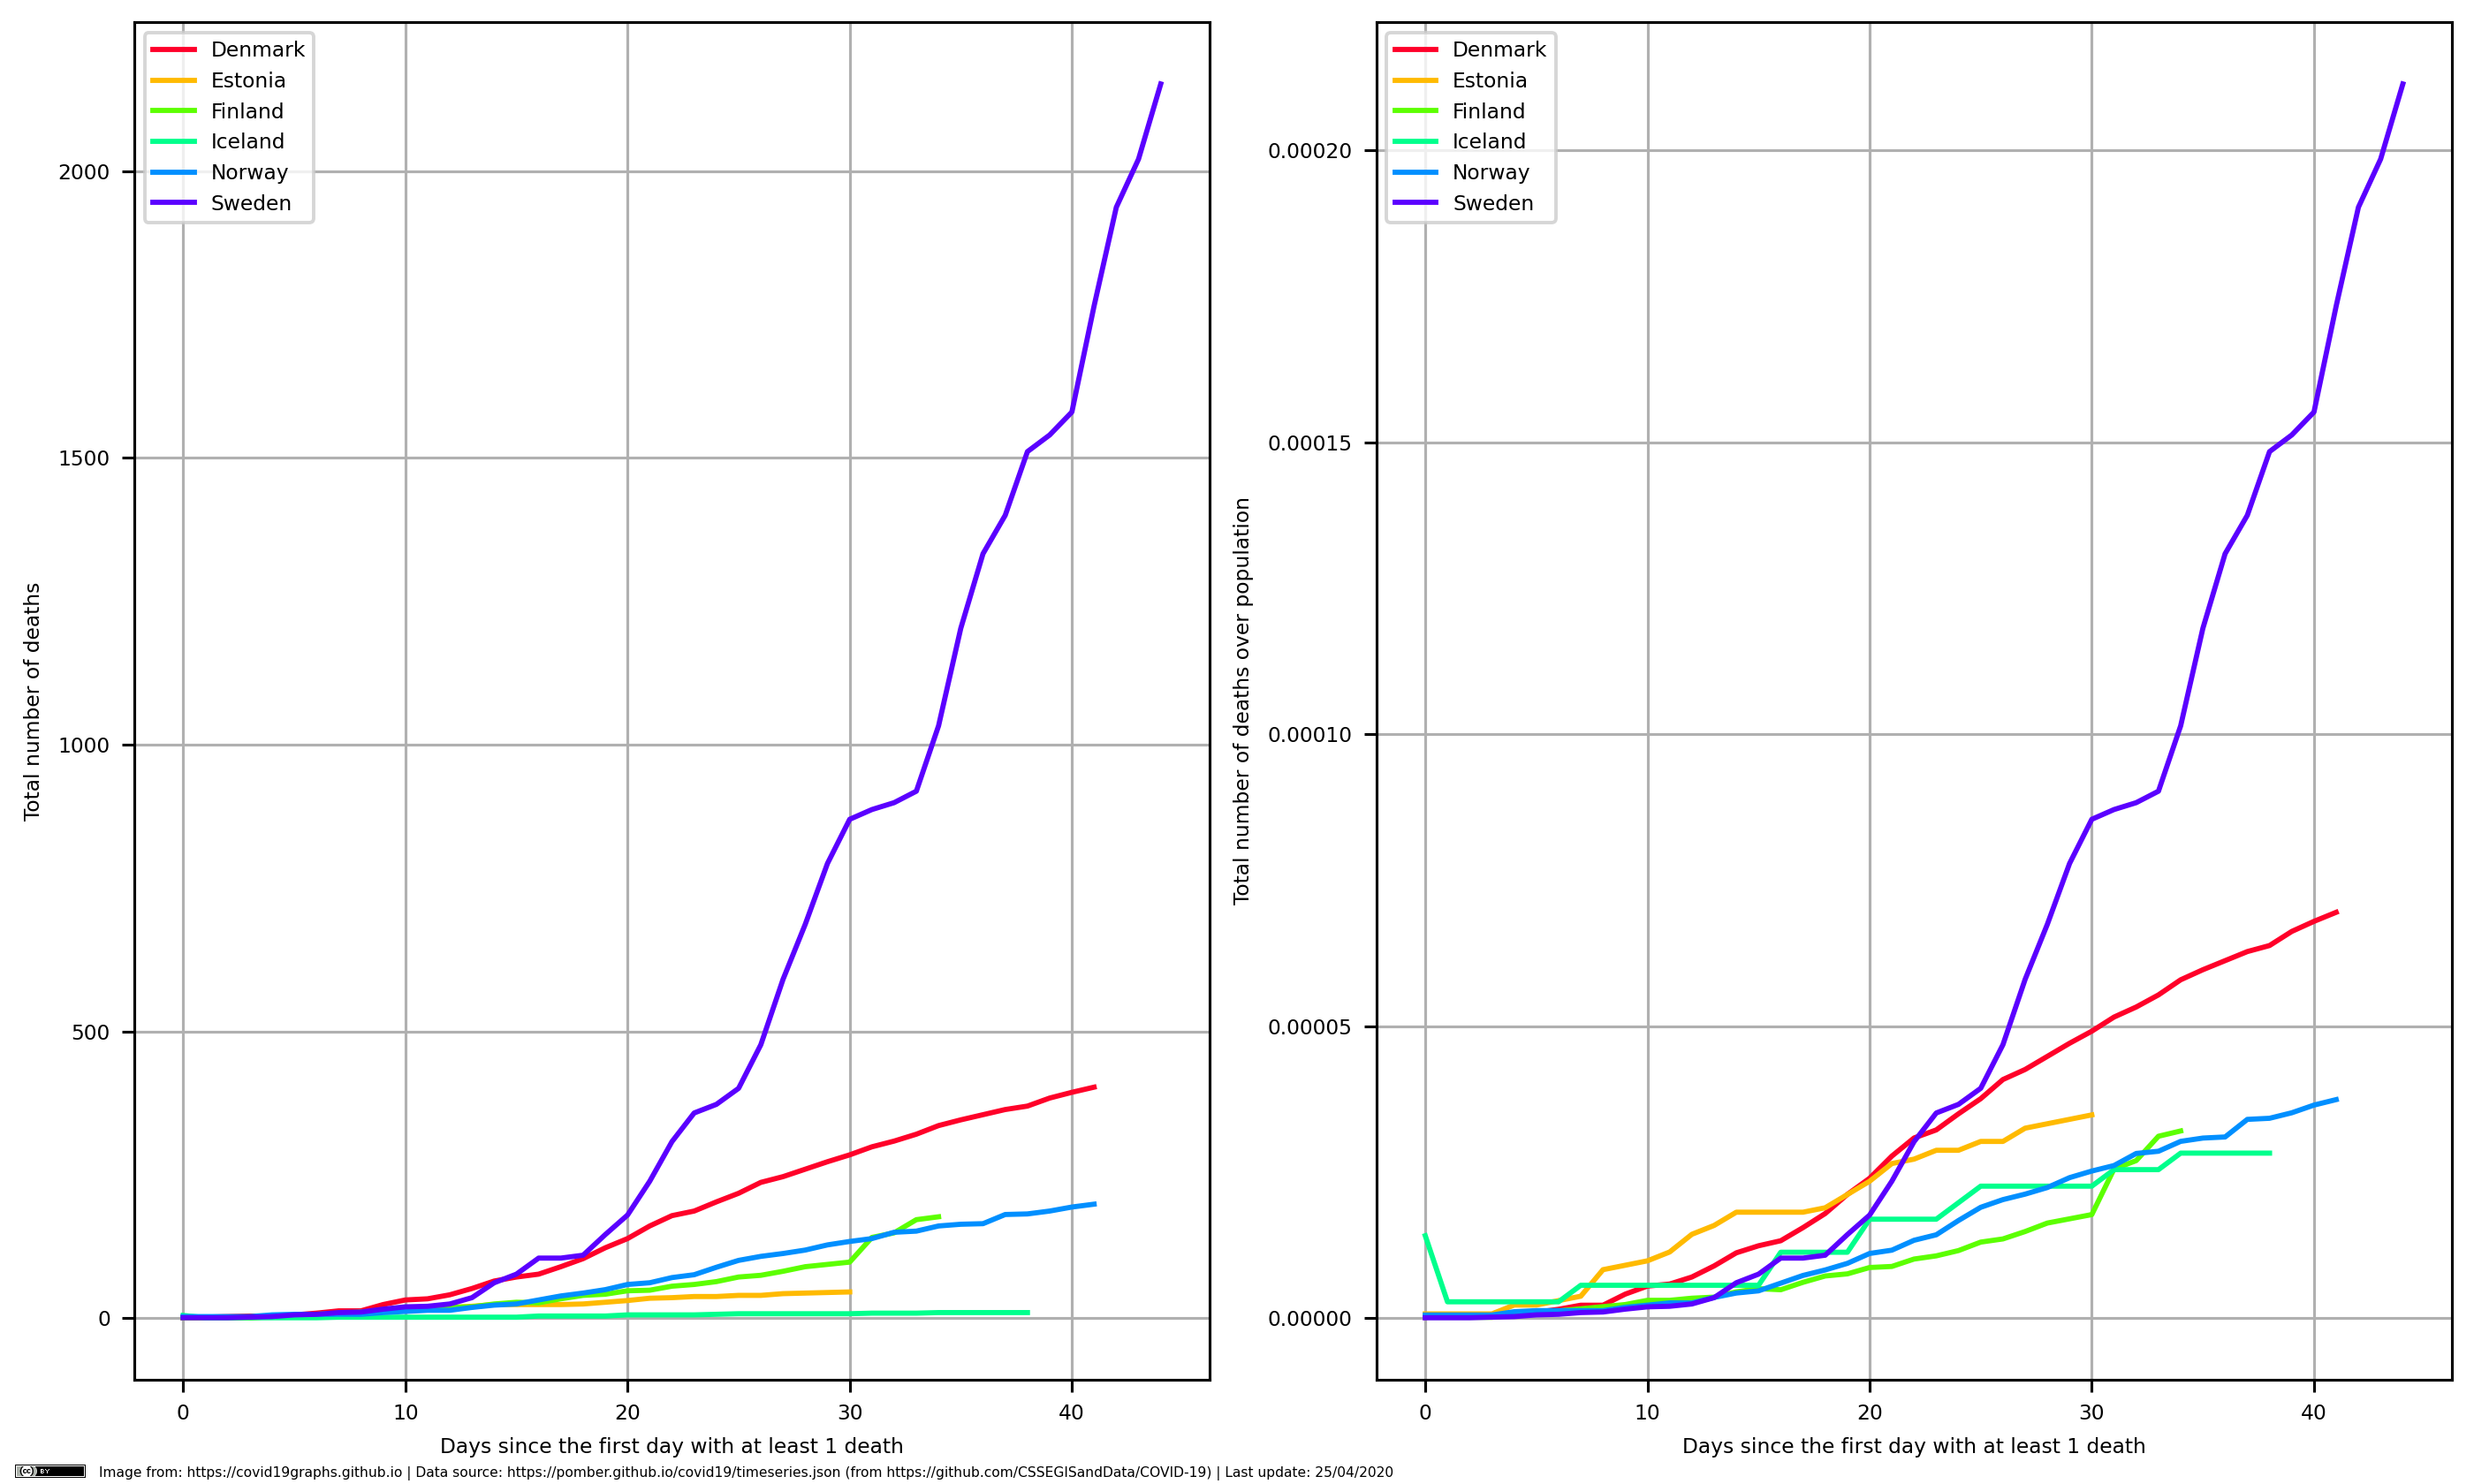 Denmark
Estonia
Finland
Iceland
Norway
Sweden
2000
1500
1000
500
0
Total number of deaths
0 10 20 30 40
Days since the first day with at least 1 death
Denmark
Estonia
Finland
Iceland
Norway
Sweden
0.00020
0.00015
0.00010
0.00005
0.00000
Total number of deaths over population
0 10 20 30 40
Days since the first day with at least 1 death
(cc) BY
Image from: https://covid19graphs.github.io | Data source: https://pomber.github.io/covid19/timeseries.json (from https://github.com/CSSEGISandData/COVID-19) | Last update: 25/04/2020